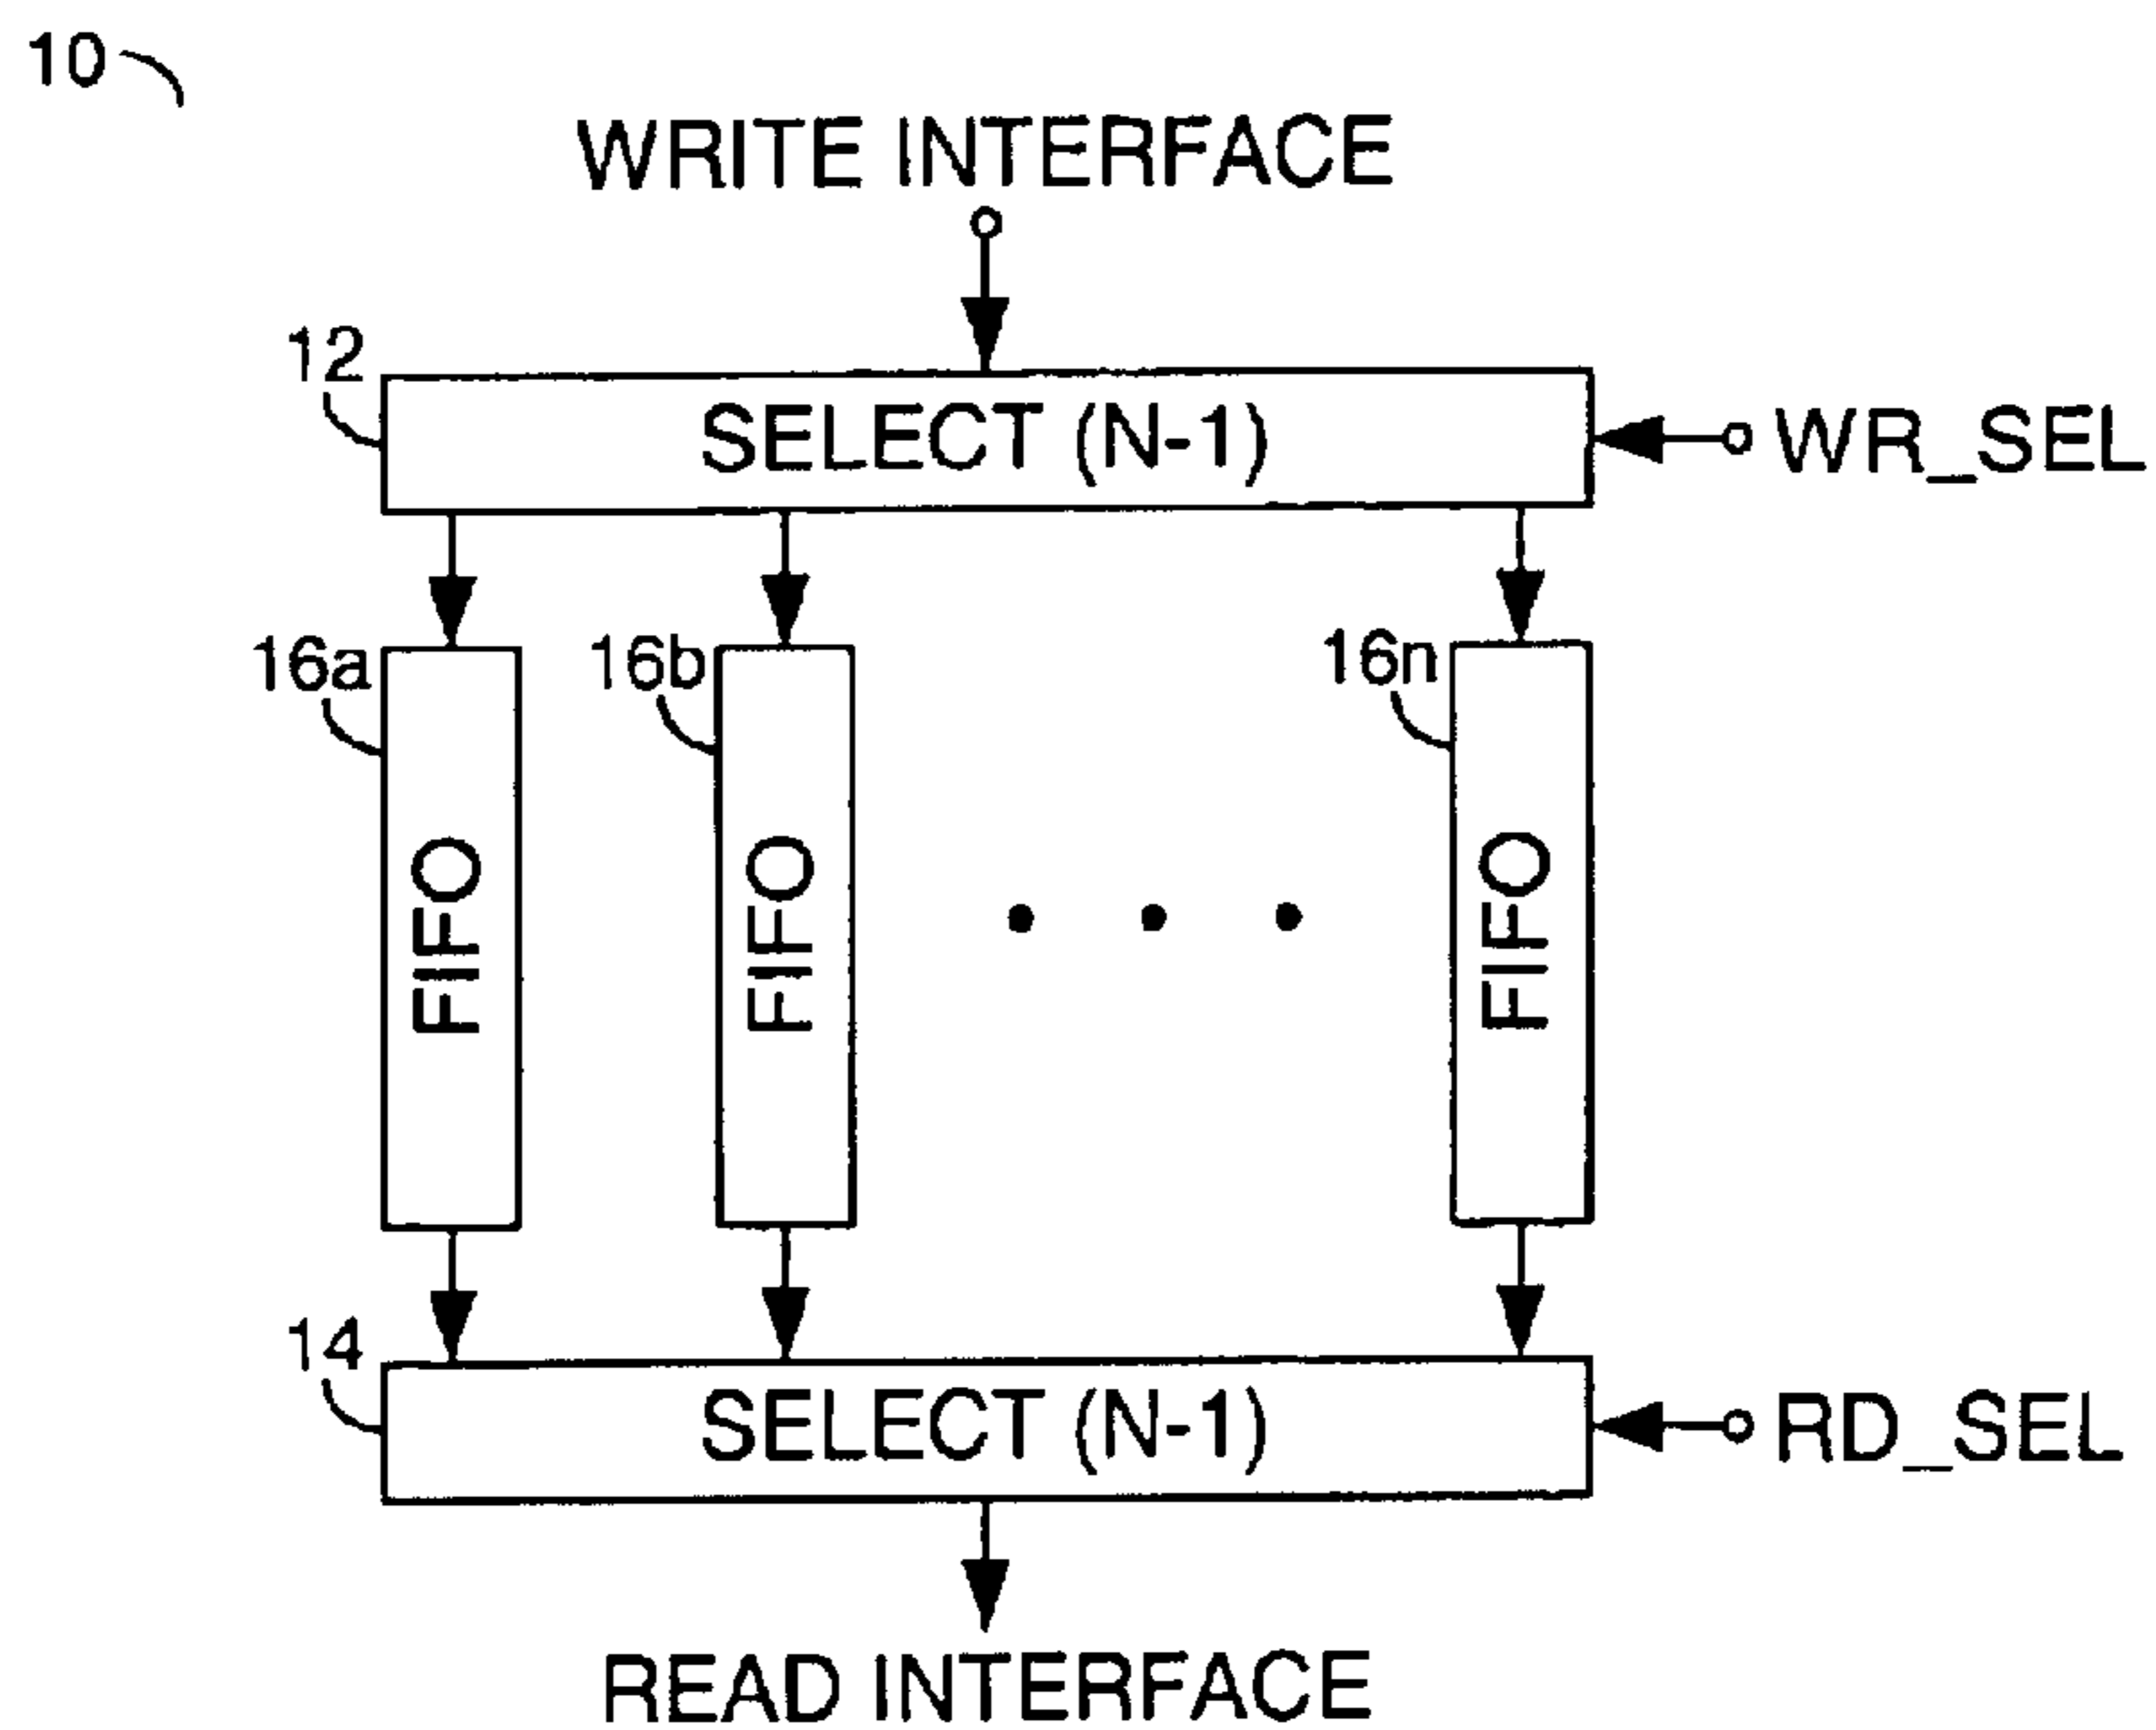 10
WRITE INTERFACE
12
SELECT (N-1)
WR_SEL
16a
16b
16n
FIFO
FIFO
FIFO
14
SELECT (N-1)
RD_SEL
READ INTERFACE